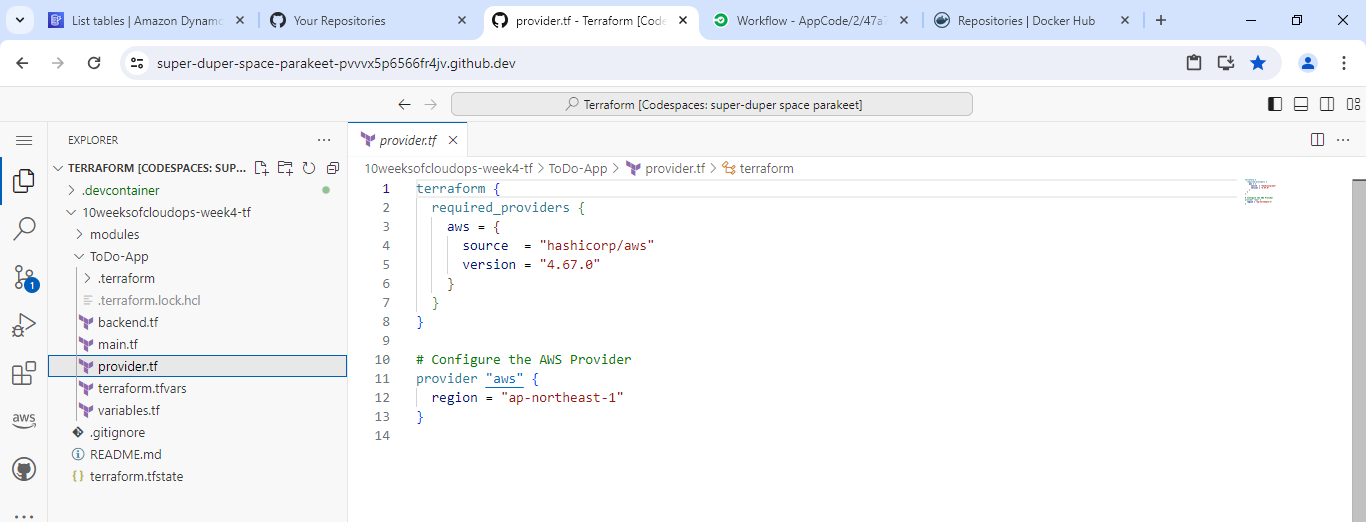 List tables | Amazon Dynamo
Your Repositories
provider.tf - Terraform [Code
Workflow - AppCode/2/47a7
Repositories | Docker Hub
super-duper-space-parakeet-pvvvx5p6566fr4jv.github.dev
Terraform [Codespaces: super-duper space parakeet]
EXPLORER
TERRAFORM [CODESPACES: SUP...
.devcontainer
10weeksofcloudops-week4-tf
modules
ToDo-App
.terraform
.terraform.lock.hcl
backend.tf
main.tf
provider.tf
terraform.tfvars
variables.tf
.gitignore
README.md
terraform.tfstate
1
aws
provider.tf
10weeksofcloudops-week4-tf > ToDo-App > provider.tf > terraform
1 terraform {
2   required_providers {
3     aws = {
4       source  = "hashicorp/aws"
5       version = "4.67.0"
6     }
7   }
8 }
9
10 # Configure the AWS Provider
11 provider "aws" {
12   region = "ap-northeast-1"
13 }
14